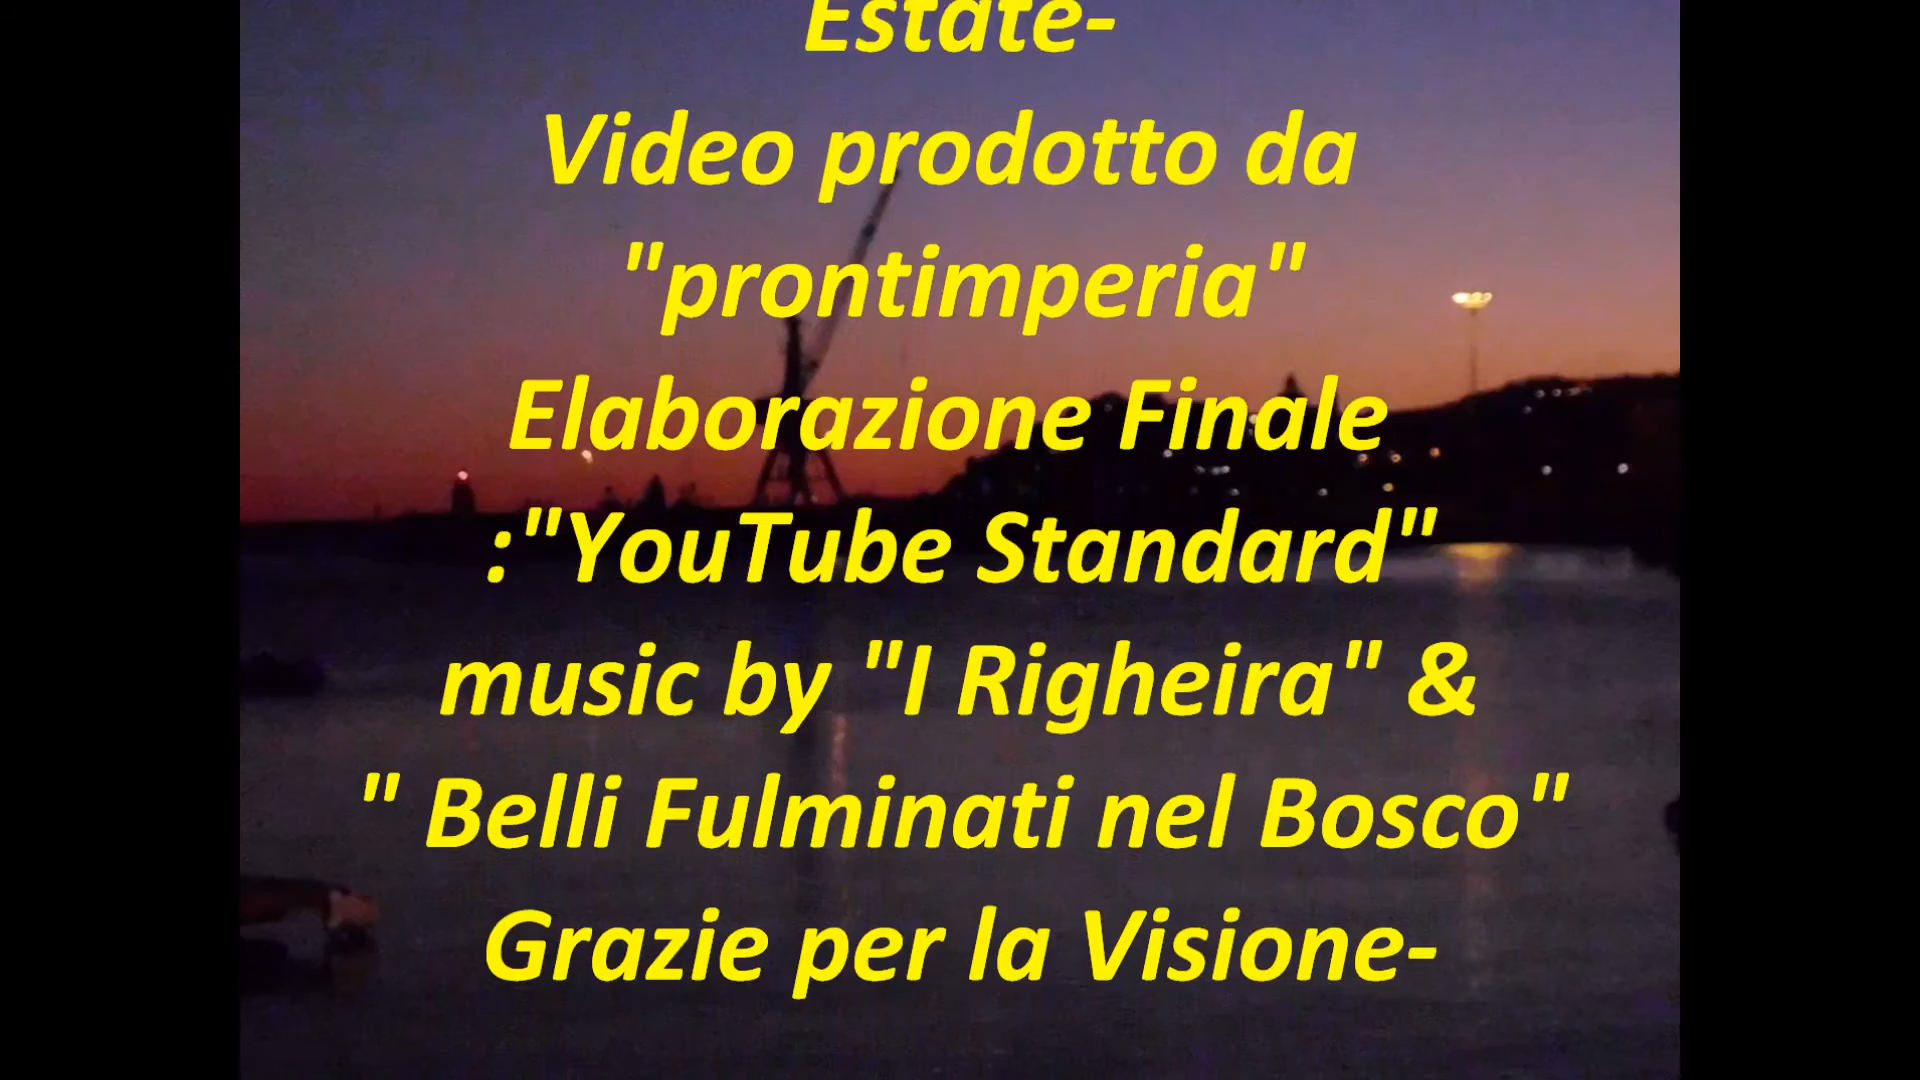 Estate-
Video prodotto da
"prontimperia"
Elaborazione Finale
:"YouTube Standard"
music by "I Righeira" &
" Belli Fulminati nel Bosco"
Grazie per la Visione-